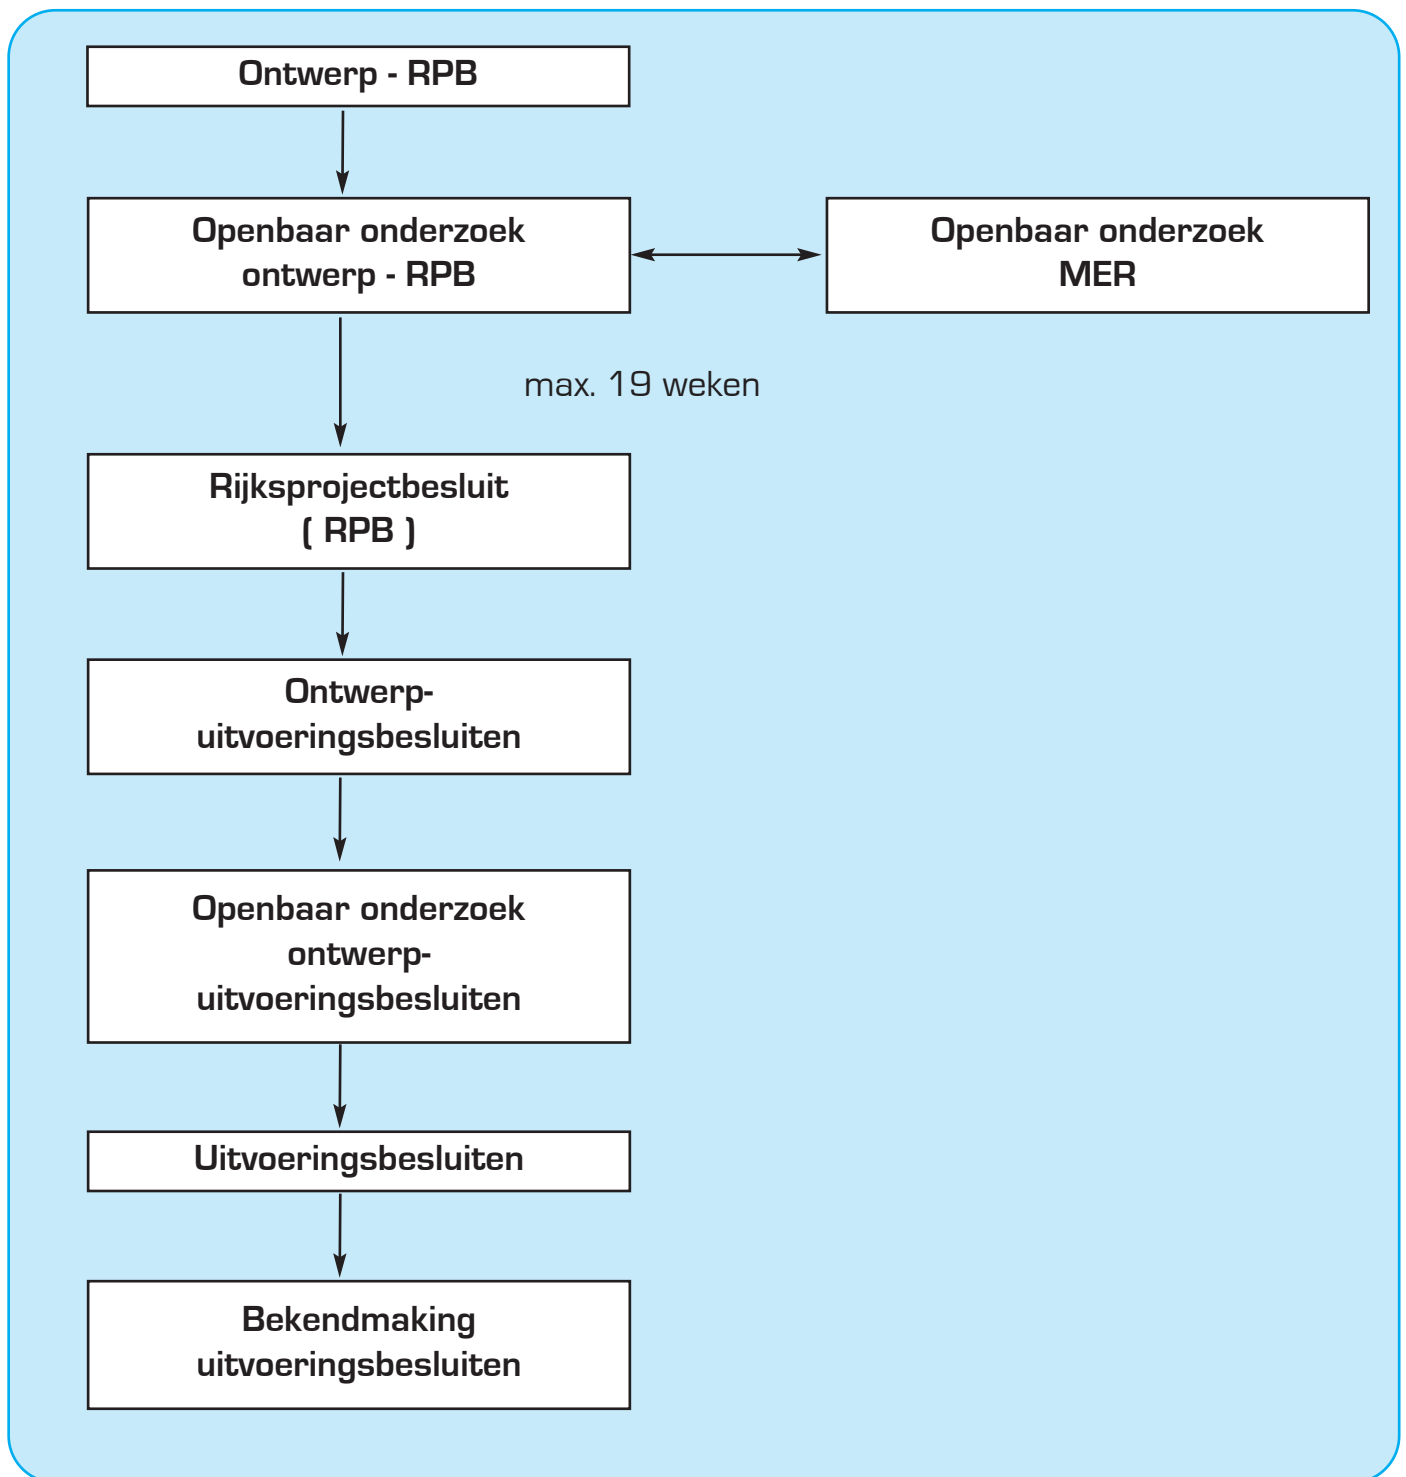 Ontwerp - RPB
Openbaar onderzoek
ontwerp - RPB
Openbaar onderzoek
MER
max. 19 weken
Rijksprojectbesluit
( RPB )
Ontwerp-
uitvoeringsbesluiten
Openbaar onderzoek
ontwerp-
uitvoeringsbesluiten
Uitvoeringsbesluiten
Bekendmaking
uitvoeringsbesluiten